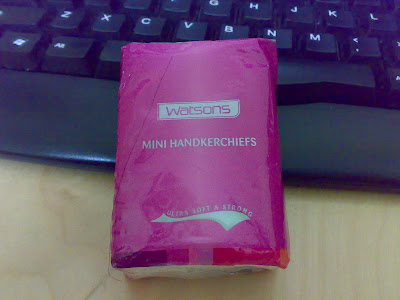 Z X C V B N M
Watsons
MINI HANDKERCHIEFS
ULTRA SOFT & STRONG